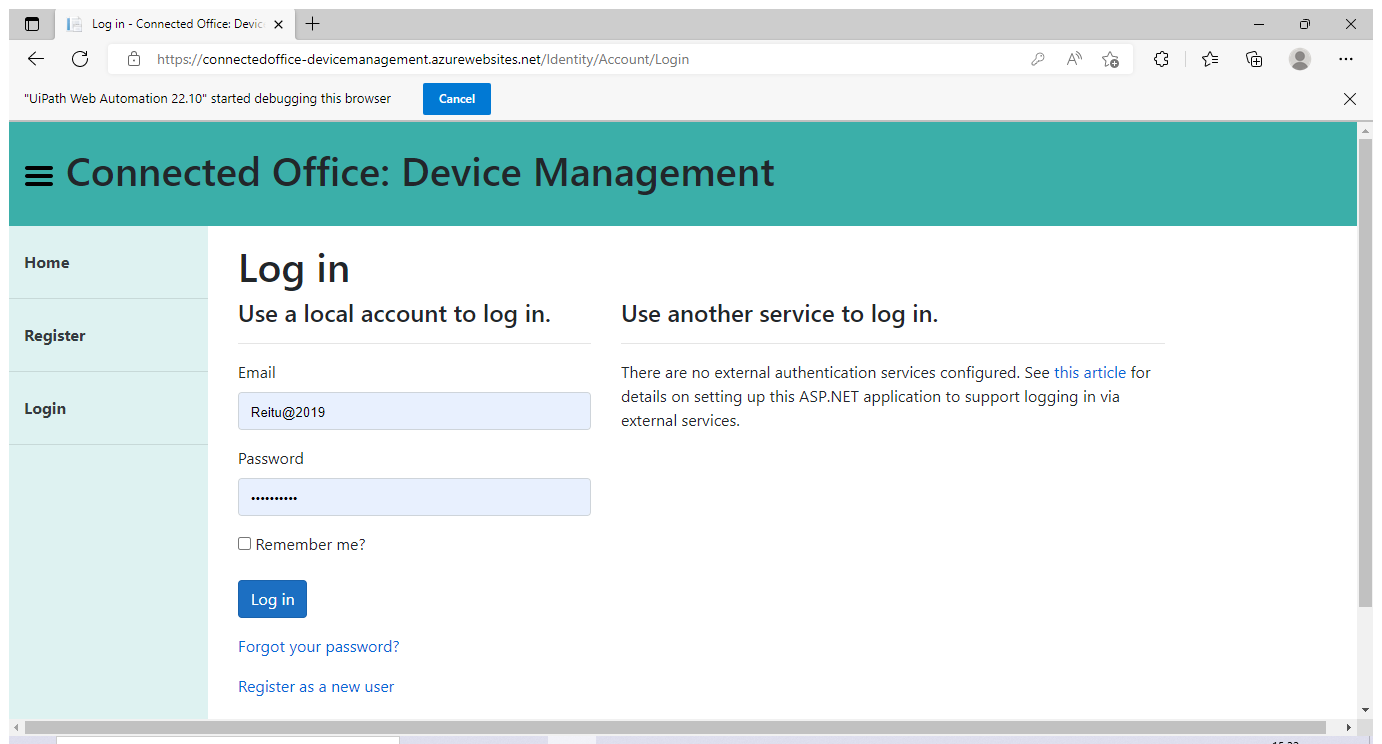 Log in - Connected Office: Devic
https://connectedoffice-devicemanagement.azurewebsites.net/Identity/Account/Login
"UiPath Web Automation 22.10" started debugging this browser
Cancel
Connected Office: Device Management
Home
Register
Login
Log in
Use a local account to log in.
Email
Reitu@2019
Password
••••••••••
Remember me?
Log in
Forgot your password?
Register as a new user
Use another service to log in.
There are no external authentication services configured. See this article for
details on setting up this ASP.NET application to support logging in via
external services.